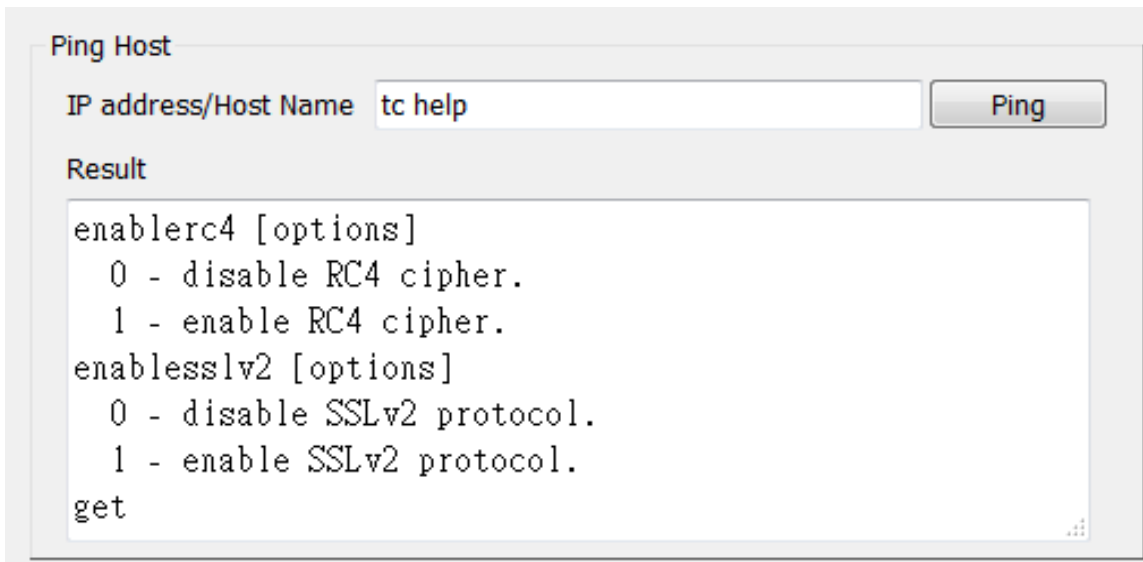 Ping Host
IP address/Host Name tc help Ping
Result
enablerc4 [options]
0 - disable RC4 cipher.
1 - enable RC4 cipher.
enablesslv2 [options]
0 - disable SSLv2 protocol.
1 - enable SSLv2 protocol.
get